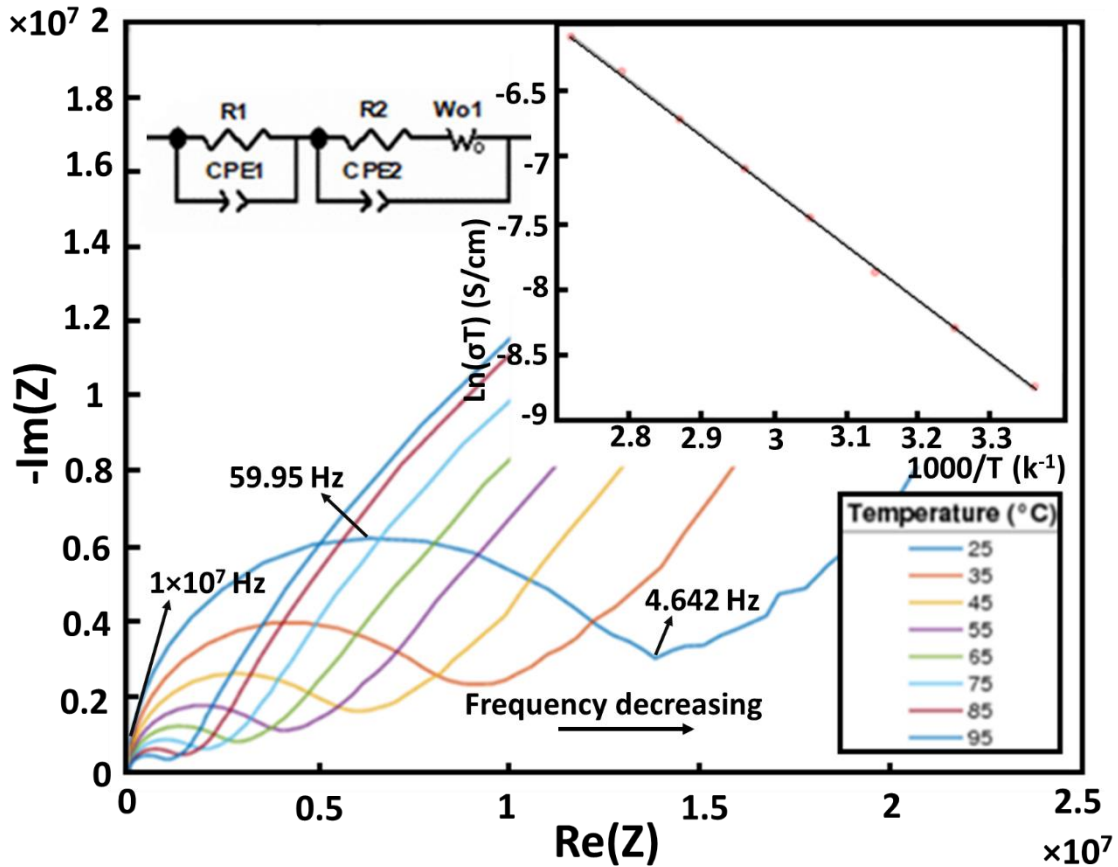 ×10⁷ 2
1.8
1.6
1.4
1.2
1
0.8
0.6
0.4
0.2
0
-Im(Z)
R1 R2 Wo1
CPE1 CPE2
-6.5
-7
-7.5
-8
-8.5
-9
Ln(σT) (S/cm)
2.8 2.9 3 3.1 3.2 3.3
1000/T (k⁻¹)
59.95 Hz
1×10⁷ Hz
4.642 Hz
Frequency decreasing
Temperature (°C)
25
35
45
55
65
75
85
95
0 0.5 1 1.5 2 2.5
Re(Z)
×10⁷